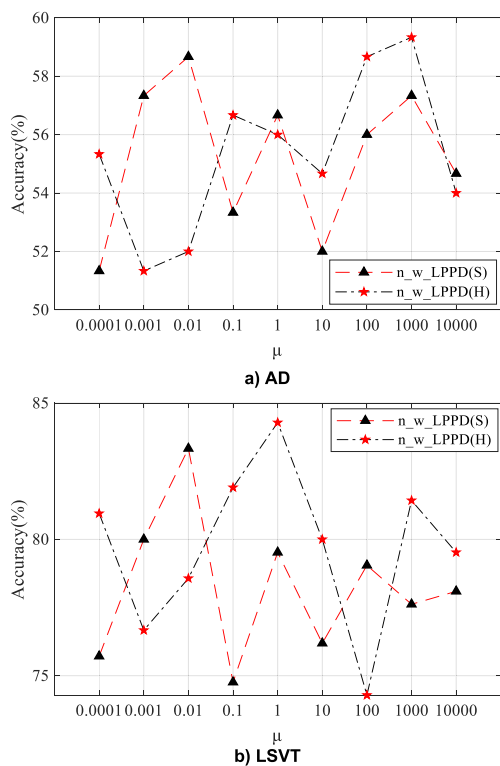 60
58
56
54
52
50
Accuracy(%)
n_w_LPPD(S)
n_w_LPPD(H)
0.0001 0.001 0.01 0.1 1 10 100 1000 10000
μ
a) AD
85
80
75
Accuracy(%)
n_w_LPPD(S)
n_w_LPPD(H)
0.0001 0.001 0.01 0.1 1 10 100 1000 10000
μ
b) LSVT